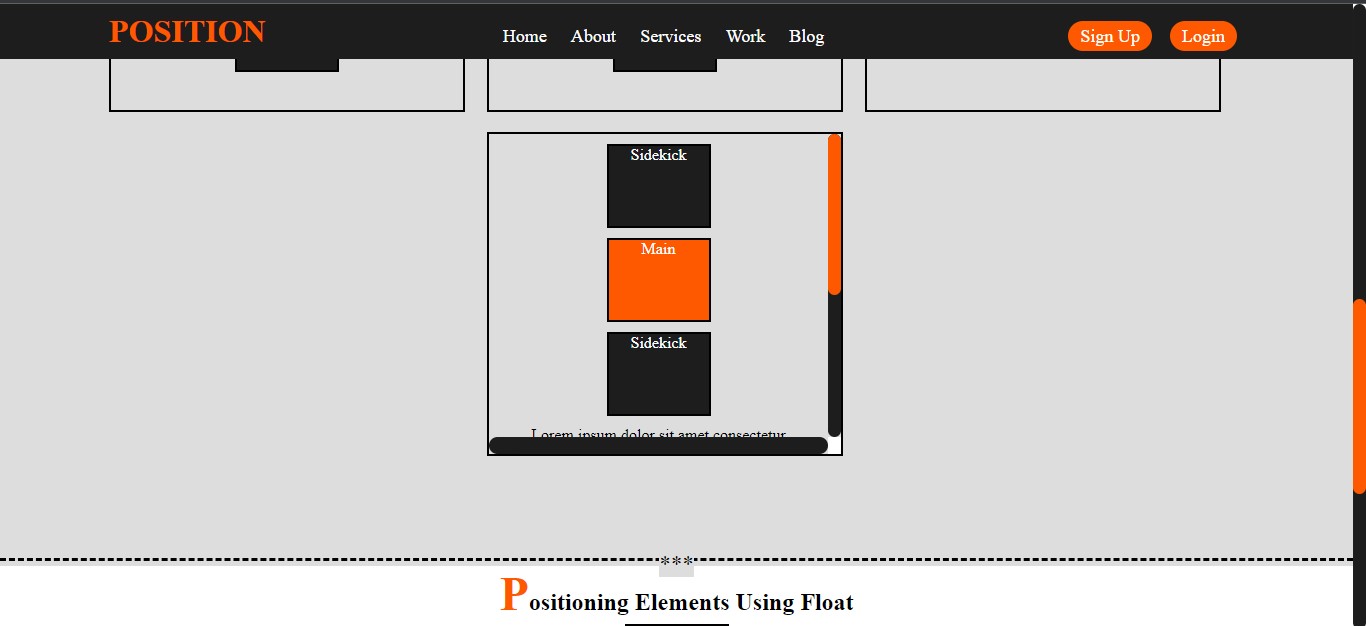 POSITION
Home About Services Work Blog
Sign Up Login
Sidekick
Main
Sidekick
Lorem ipsum dolor sit amet consectetur
***
Positioning Elements Using Float